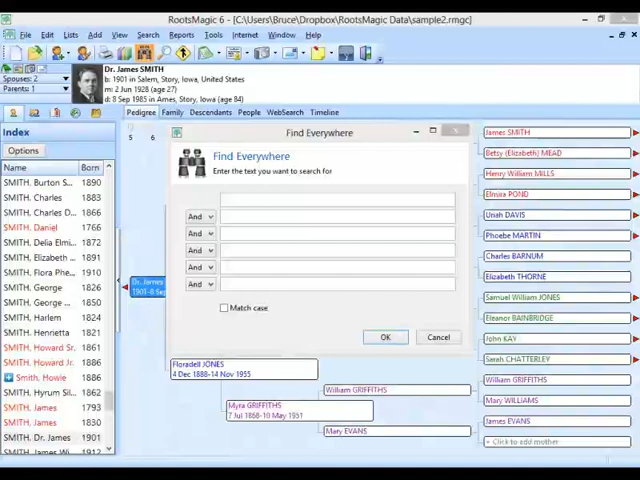 RootsMagic 6 - [C:\Users\Bruce\Dropbox\RootsMagic Data\sample2.rmgc]
File Edit Lists Add View Search Reports Tools Internet Window Help
Spouses: 2
Parents: 1
Dr. James SMITH
b: 1901 in Salem, Story, Iowa, United States
m: 2 Jun 1928 (age 27)
d: 8 Sep 1985 in Ames, Story, Iowa (age 84)
Pedigree Family Descendants People WebSearch Timeline
Index
Options
Name Born
SMITH, Burton S... 1890
SMITH, Charles 1883
SMITH, Charles D... 1766
SMITH, Daniel 1766
SMITH, Delia Elmi... 1872
SMITH, Elizabeth ... 1891
SMITH, Flora Phe... 1910
SMITH, George 1820
SMITH, George ... 1850
SMITH, Harlem 1824
SMITH, Henrietta 1821
SMITH, Howard Sr. 1861
SMITH, Howard Jr. 1886
Smith, Howie 1886
SMITH, Hyrum Sil... 1862
SMITH, James 1793
SMITH, James 1830
SMITH, Dr. James 1901
5 6
Dr. James
1901-8 Sep
Find Everywhere
Find Everywhere
Enter the text you want to search for
And
And
And
And
And
Match case
OK Cancel
Floradell JONES
4 Dec 1888-14 Nov 1955
Myra GRIFFITHS
7 Jul 1868-10 May 1951
William GRIFFITHS
Mary EVANS
James SMITH
Betsy (Elizabeth) MEAD
Henry William MILLS
Elmira POND
Uriah DAVIS
Phoebe MARTIN
Charles BARNUM
Elizabeth THORNE
Samuel William JONES
Eleanor BAINBRIDGE
John KAY
Sarah CHATTERLEY
William GRIFFITHS
Mary WILLIAMS
James EVANS
+ Click to add mother